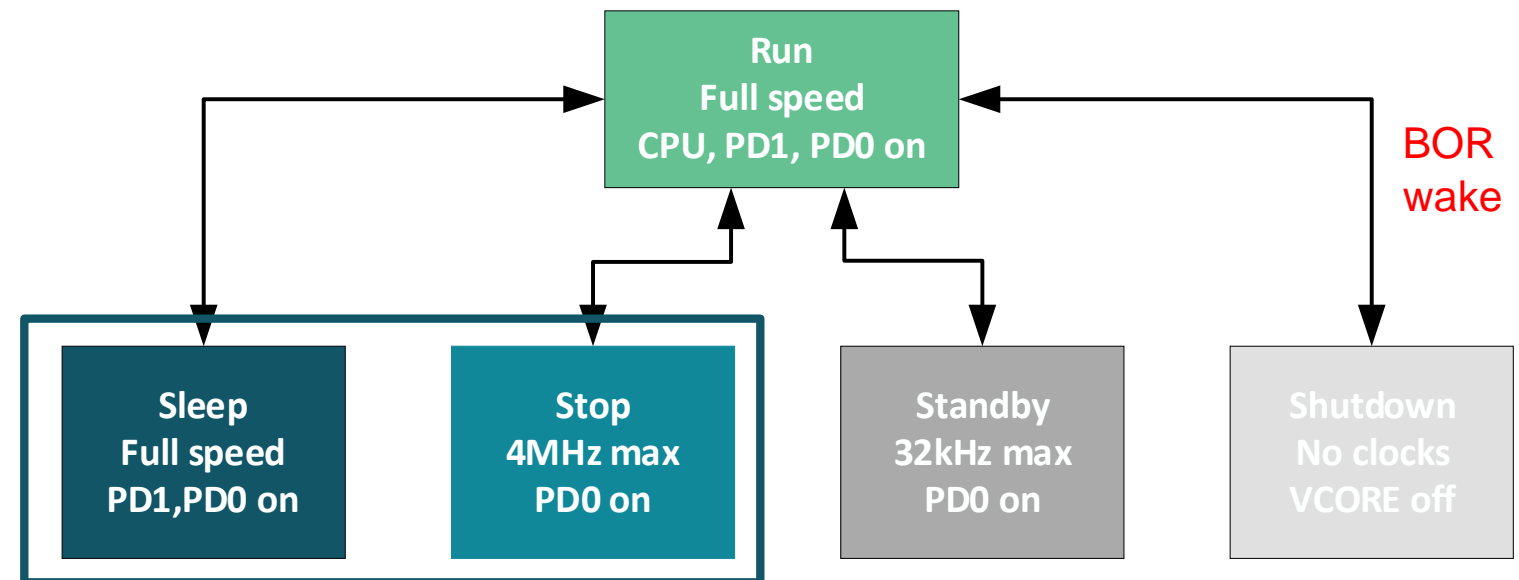 Run
Full speed
CPU, PD1, PD0 on
BOR
wake
Sleep
Full speed
PD1,PD0 on
Stop
4MHz max
PD0 on
Standby
32kHz max
PD0 on
Shutdown
No clocks
VCORE off